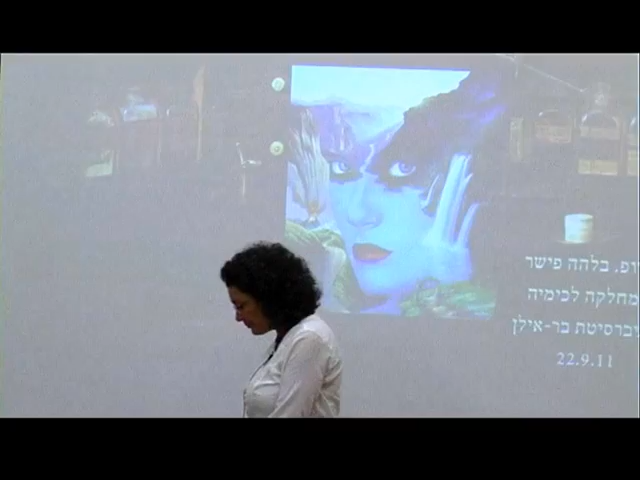 ופ. בלהה פישר
מחלקה לכימיה
יברסיטת בר-אילן
22.9.11